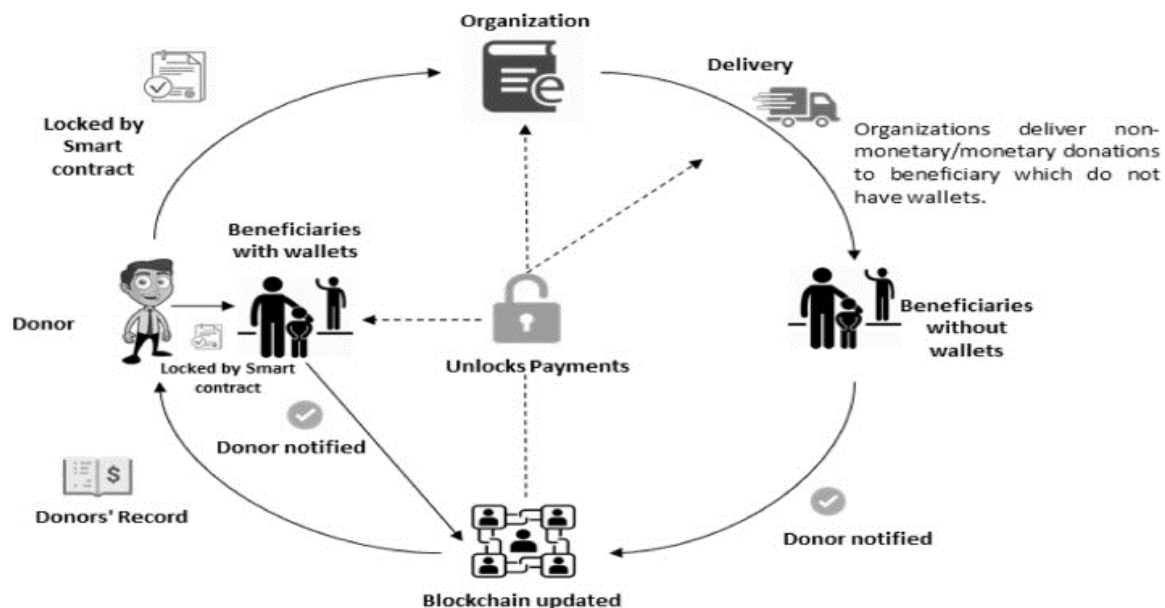 Organization
Delivery
Locked by
Smart
contract
Organizations deliver non-
monetary/monetary donations
to beneficiary which do not
have wallets.
Beneficiaries
with wallets
Donor
Beneficiaries
without
wallets
Locked by Smart
contract
Unlocks Payments
Donor notified
$
Donors' Record
Donor notified
Blockchain updated
e